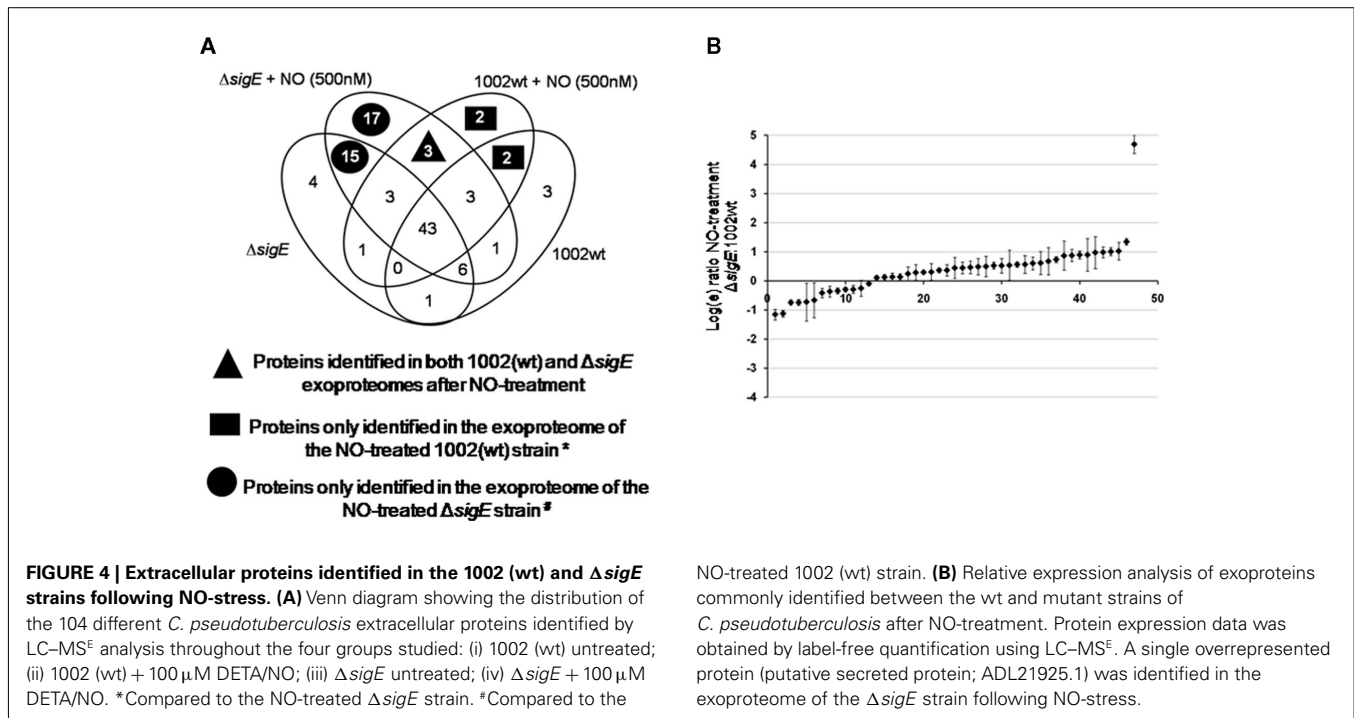 A
B
ΔsigE + NO (500nM)
1002wt + NO (500nM)
17
2
15
3
2
4
3
3
3
43
ΔsigE
1
1
1002wt
0
6
1
Proteins identified in both 1002(wt) and ΔsigE
exoproteomes after NO-treatment
Proteins only identified in the exoproteome of
the NO-treated 1002(wt) strain *
Proteins only identified in the exoproteome of the
NO-treated ΔsigE strain #
Log(e) ratio NO-treatment
ΔsigE:1002wt
5
4
3
2
1
0
-1
-2
-3
-4
0
10
20
30
40
50
FIGURE 4 | Extracellular proteins identified in the 1002 (wt) and ΔsigE
strains following NO-stress. (A) Venn diagram showing the distribution of
the 104 different C. pseudotuberculosis extracellular proteins identified by
LC–MSᴱ analysis throughout the four groups studied: (i) 1002 (wt) untreated;
(ii) 1002 (wt) + 100 μM DETA/NO; (iii) ΔsigE untreated; (iv) ΔsigE + 100 μM
DETA/NO. *Compared to the NO-treated ΔsigE strain. #Compared to the
NO-treated 1002 (wt) strain. (B) Relative expression analysis of exoproteins
commonly identified between the wt and mutant strains of
C. pseudotuberculosis after NO-treatment. Protein expression data was
obtained by label-free quantification using LC–MSᴱ. A single overrepresented
protein (putative secreted protein; ADL21925.1) was identified in the
exoproteome of the ΔsigE strain following NO-stress.